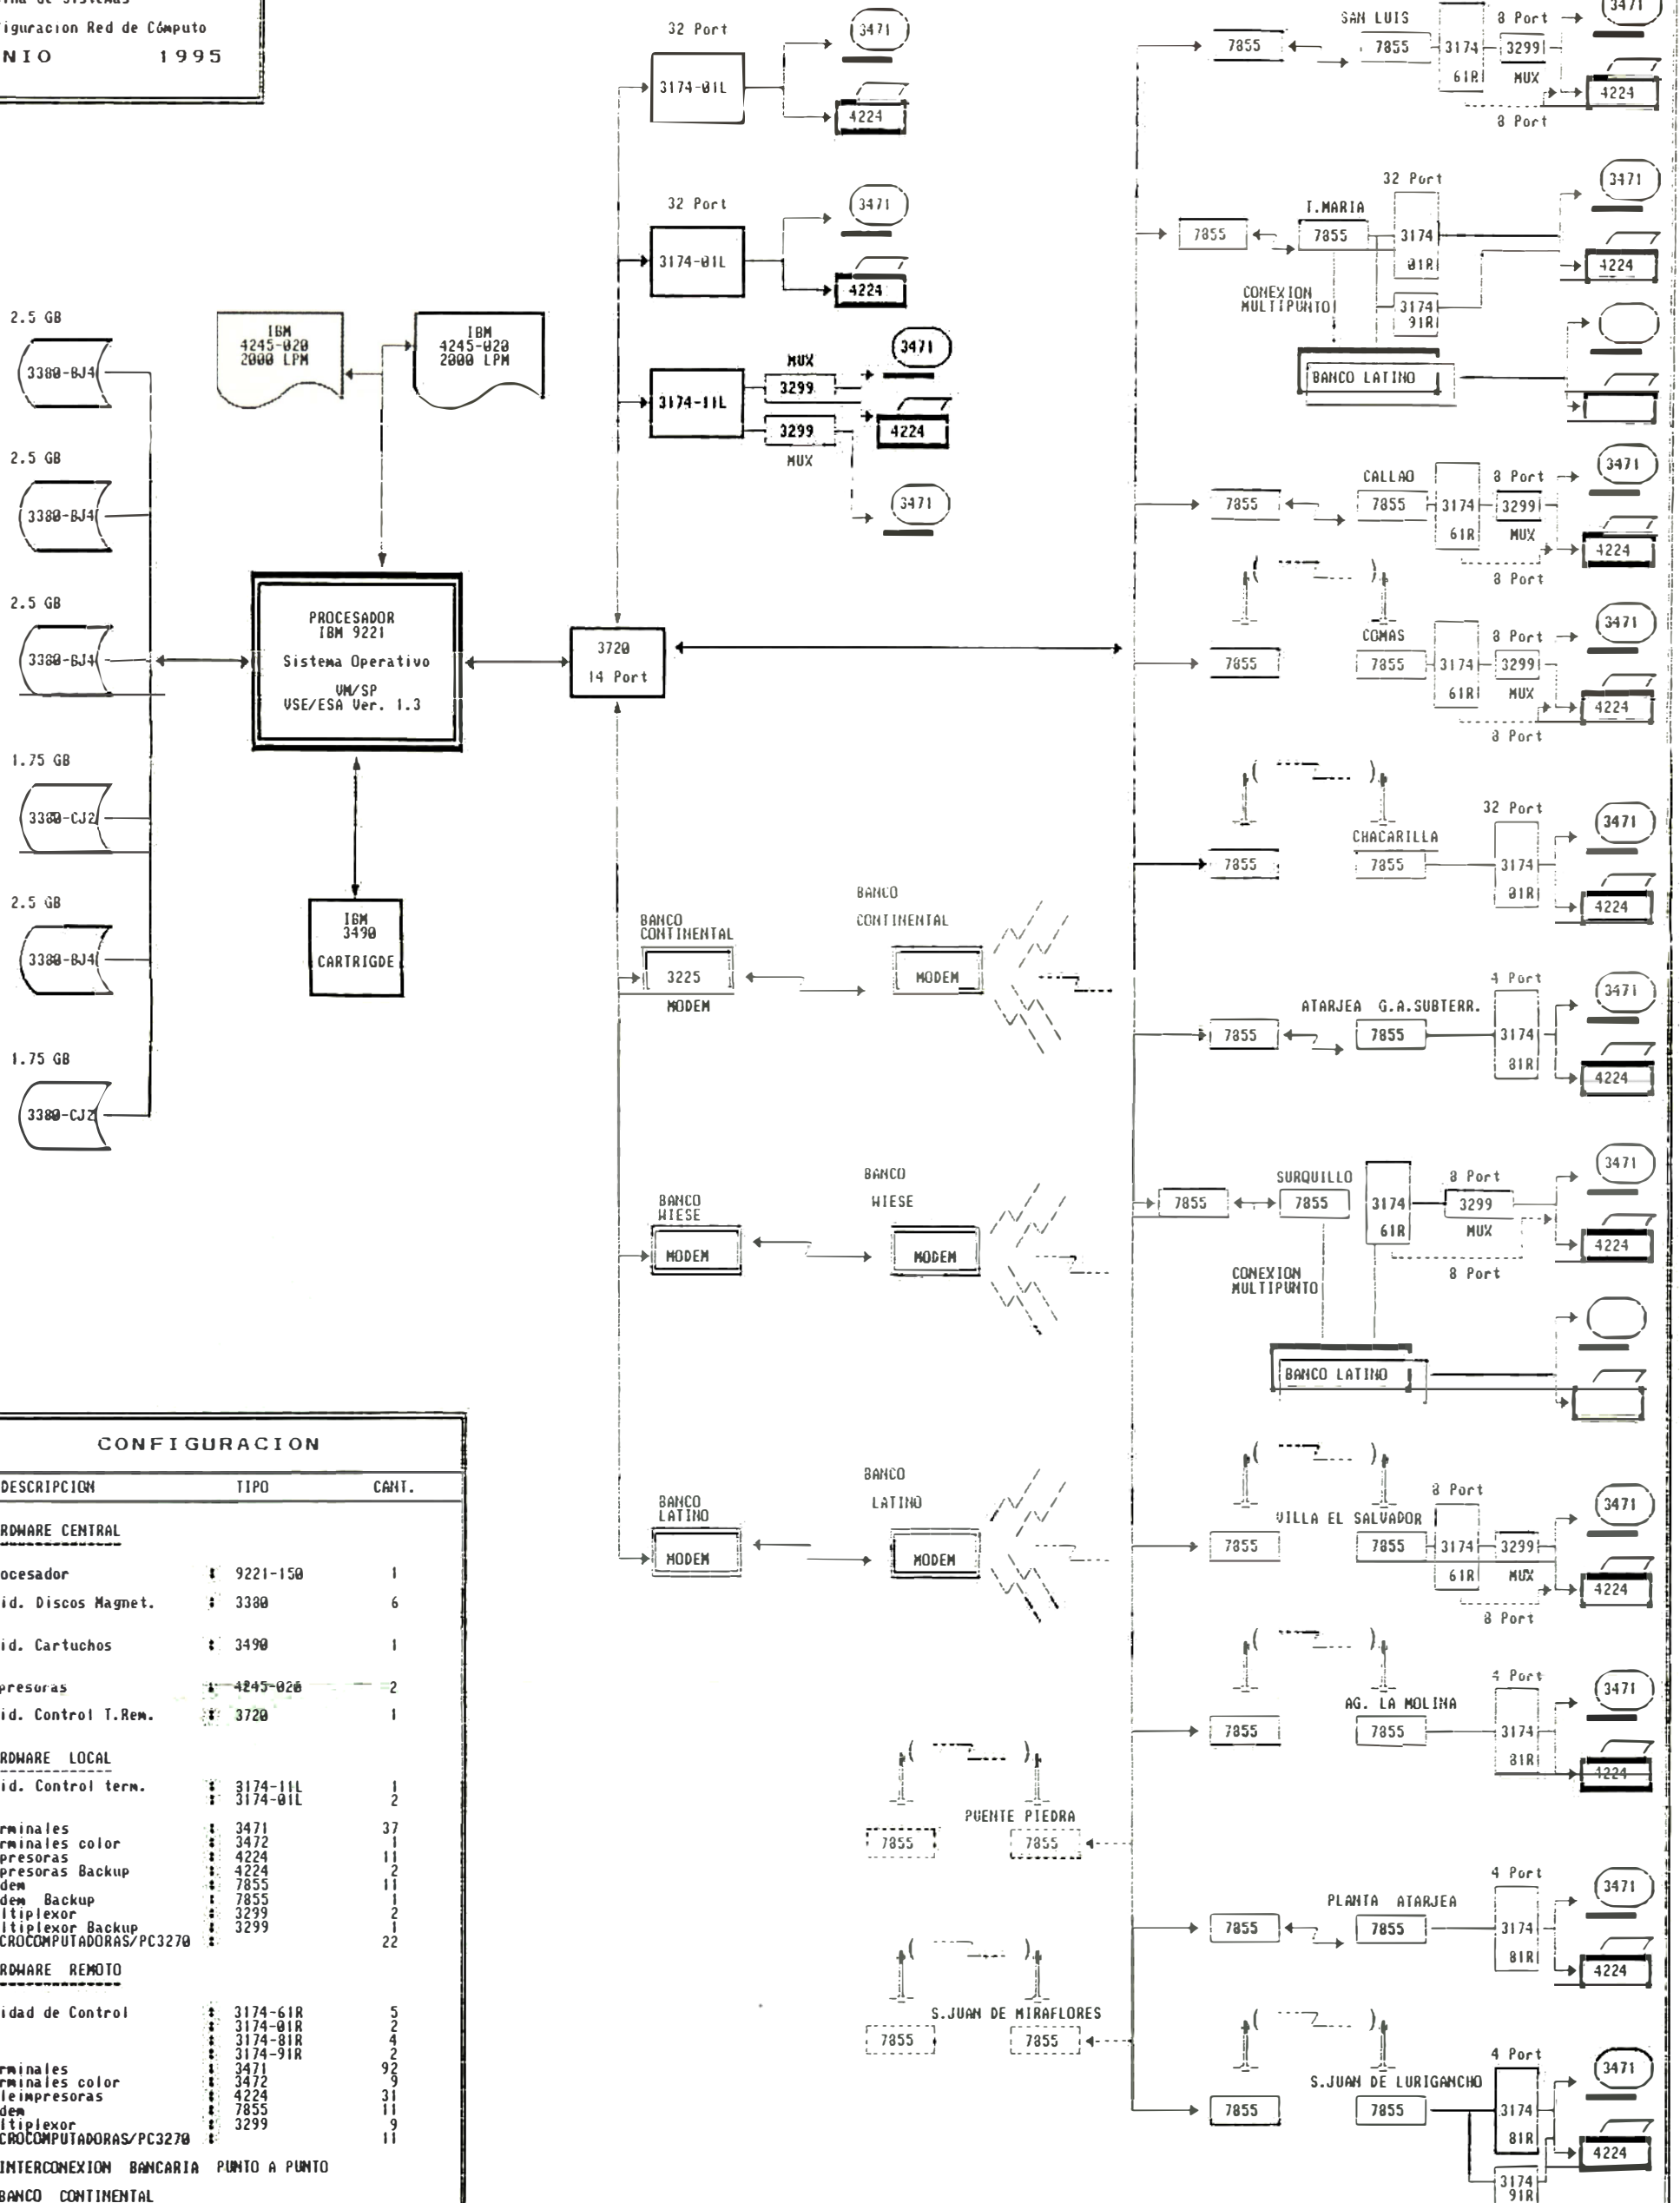 iguracion Red de Cómputo
NIO 1995
2.5 GB
3380-BJ4
2.5 GB
3380-BJ4
2.5 GB
3380-BJ4
1.75 GB
3380-CJ2
2.5 GB
3380-BJ4
1.75 GB
3380-CJ2
IBM
4245-020
2000 LPM
IBM
4245-020
2000 LPM
PROCESADOR
IBM 9221
Sistema Operativo
VM/SP
VSE/ESA Ver. 1.3
IBM
3490
CARTRIGDE
3720
14 Port
32 Port
3174-01L
3471
4224
32 Port
3174-01L
3471
4224
3174-11L
MUX
3299
3299
MUX
3471
4224
3471
BANCO
CONTINENTAL
3225
MODEM
BANCO
CONTINENTAL
MODEM
BANCO
WIESE
MODEM
BANCO
WIESE
MODEM
BANCO
LATINO
MODEM
BANCO
LATINO
MODEM
PUENTE PIEDRA
7855
7855
S.JUAN DE MIRAFLORES
7855
7855
SAN LUIS
7855
7855
3174
61R
8 Port
3299
MUX
8 Port
3471
4224
T.MARIA
7855
7855
32 Port
3174
01R
3174
91R
3471
4224
CONEXION
MULTIPUNTO
BANCO LATINO
CALLAO
7855
7855
3174
61R
8 Port
3299
MUX
8 Port
3471
4224
COMAS
7855
7855
3174
61R
8 Port
3299
MUX
8 Port
3471
4224
CHACARILLA
7855
7855
32 Port
3174
01R
3471
4224
ATARJEA G.A.SUBTERR.
7855
7855
4 Port
3174
81R
3471
4224
SURQUILLO
7855
7855
3174
61R
8 Port
3299
MUX
8 Port
3471
4224
CONEXION
MULTIPUNTO
BANCO LATINO
VILLA EL SALVADOR
7855
7855
8 Port
3174
61R
3299
MUX
8 Port
3471
4224
AG. LA MOLINA
7855
7855
4 Port
3174
81R
3471
4224
PLANTA ATARJEA
7855
7855
4 Port
3174
81R
3471
4224
S.JUAN DE LURIGANCHO
7855
7855
4 Port
3174
81R
3174
91R
3471
4224
CONFIGURACION
DESCRIPCION TIPO CANT.
RDWARE CENTRAL
ocesador : 9221-150 1
id. Discos Magnet. : 3380 6
id. Cartuchos : 3490 1
presoras : 4245-020 2
id. Control T.Rem. : 3720 1
RDWARE LOCAL
id. Control term. : 3174-11L 1
: 3174-01L 2
rminales : 3471 37
rminales color : 3472 1
presoras : 4224 11
presoras Backup : 4224 2
dem : 7855 11
dem Backup : 7855 1
ltiplexor : 3299 2
ltiplexor Backup : 3299 1
CROCOMPUTADORAS/PC3270 : 22
RDWARE REMOTO
idad de Control : 3174-61R 5
: 3174-01R 2
: 3174-81R 4
: 3174-91R 2
rminales : 3471 92
rminales color : 3472 9
leimpresoras : 4224 31
dem : 7855 11
ltiplexor : 3299 9
CROCOMPUTADORAS/PC3270 : 11
INTERCONEXION BANCARIA PUNTO A PUNTO
BANCO CONTINENTAL